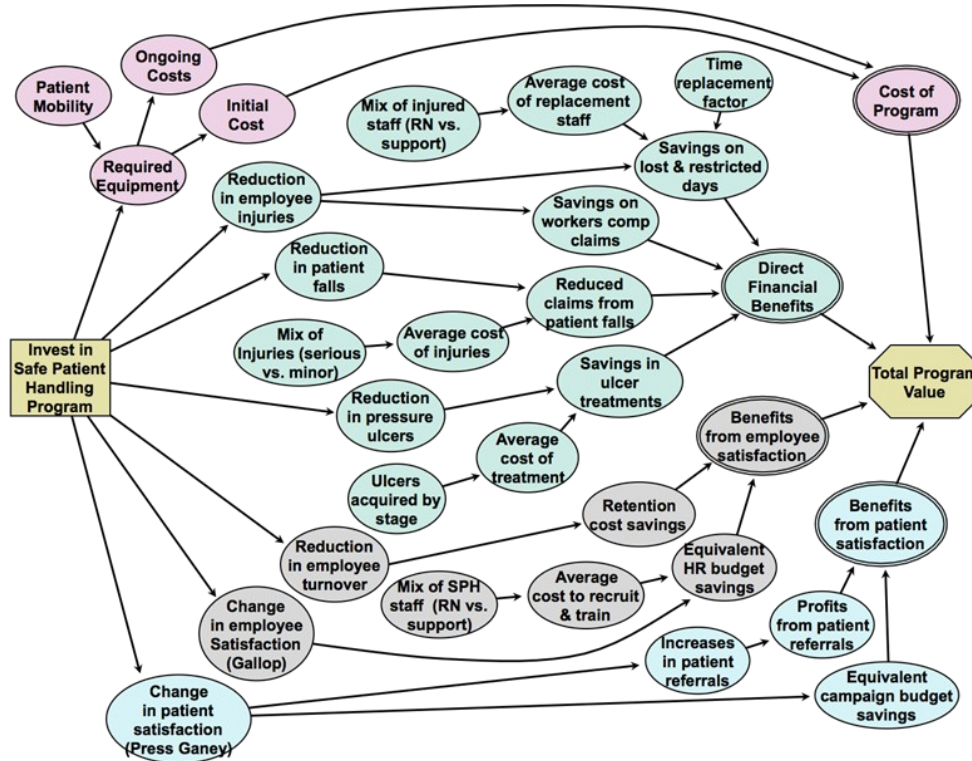 Ongoing
Costs
Patient
Mobility
Initial
Cost
Required
Equipment
Mix of injured
staff (RN vs.
support)
Average cost
of replacement
staff
Time
replacement
factor
Cost of
Program
Reduction
in employee
injuries
Savings on
lost & restricted
days
Savings on
workers comp
claims
Reduction
in patient
falls
Reduced
claims from
patient falls
Direct
Financial
Benefits
Mix of
Injuries (serious
vs. minor)
Average cost
of injuries
Invest in
Safe Patient
Handling
Program
Savings in
ulcer
treatments
Total Program
Value
Reduction
in pressure
ulcers
Average
cost of
treatment
Benefits
from employee
satisfaction
Ulcers
acquired by
stage
Retention
cost savings
Benefits
from patient
satisfaction
Reduction
in employee
turnover
Mix of SPH
staff (RN vs.
support)
Average
cost to recruit
& train
Equivalent
HR budget
savings
Change
in employee
Satisfaction
(Gallop)
Increases
in patient
referrals
Profits
from patient
referrals
Change
in patient
satisfaction
(Press Ganey)
Equivalent
campaign budget
savings